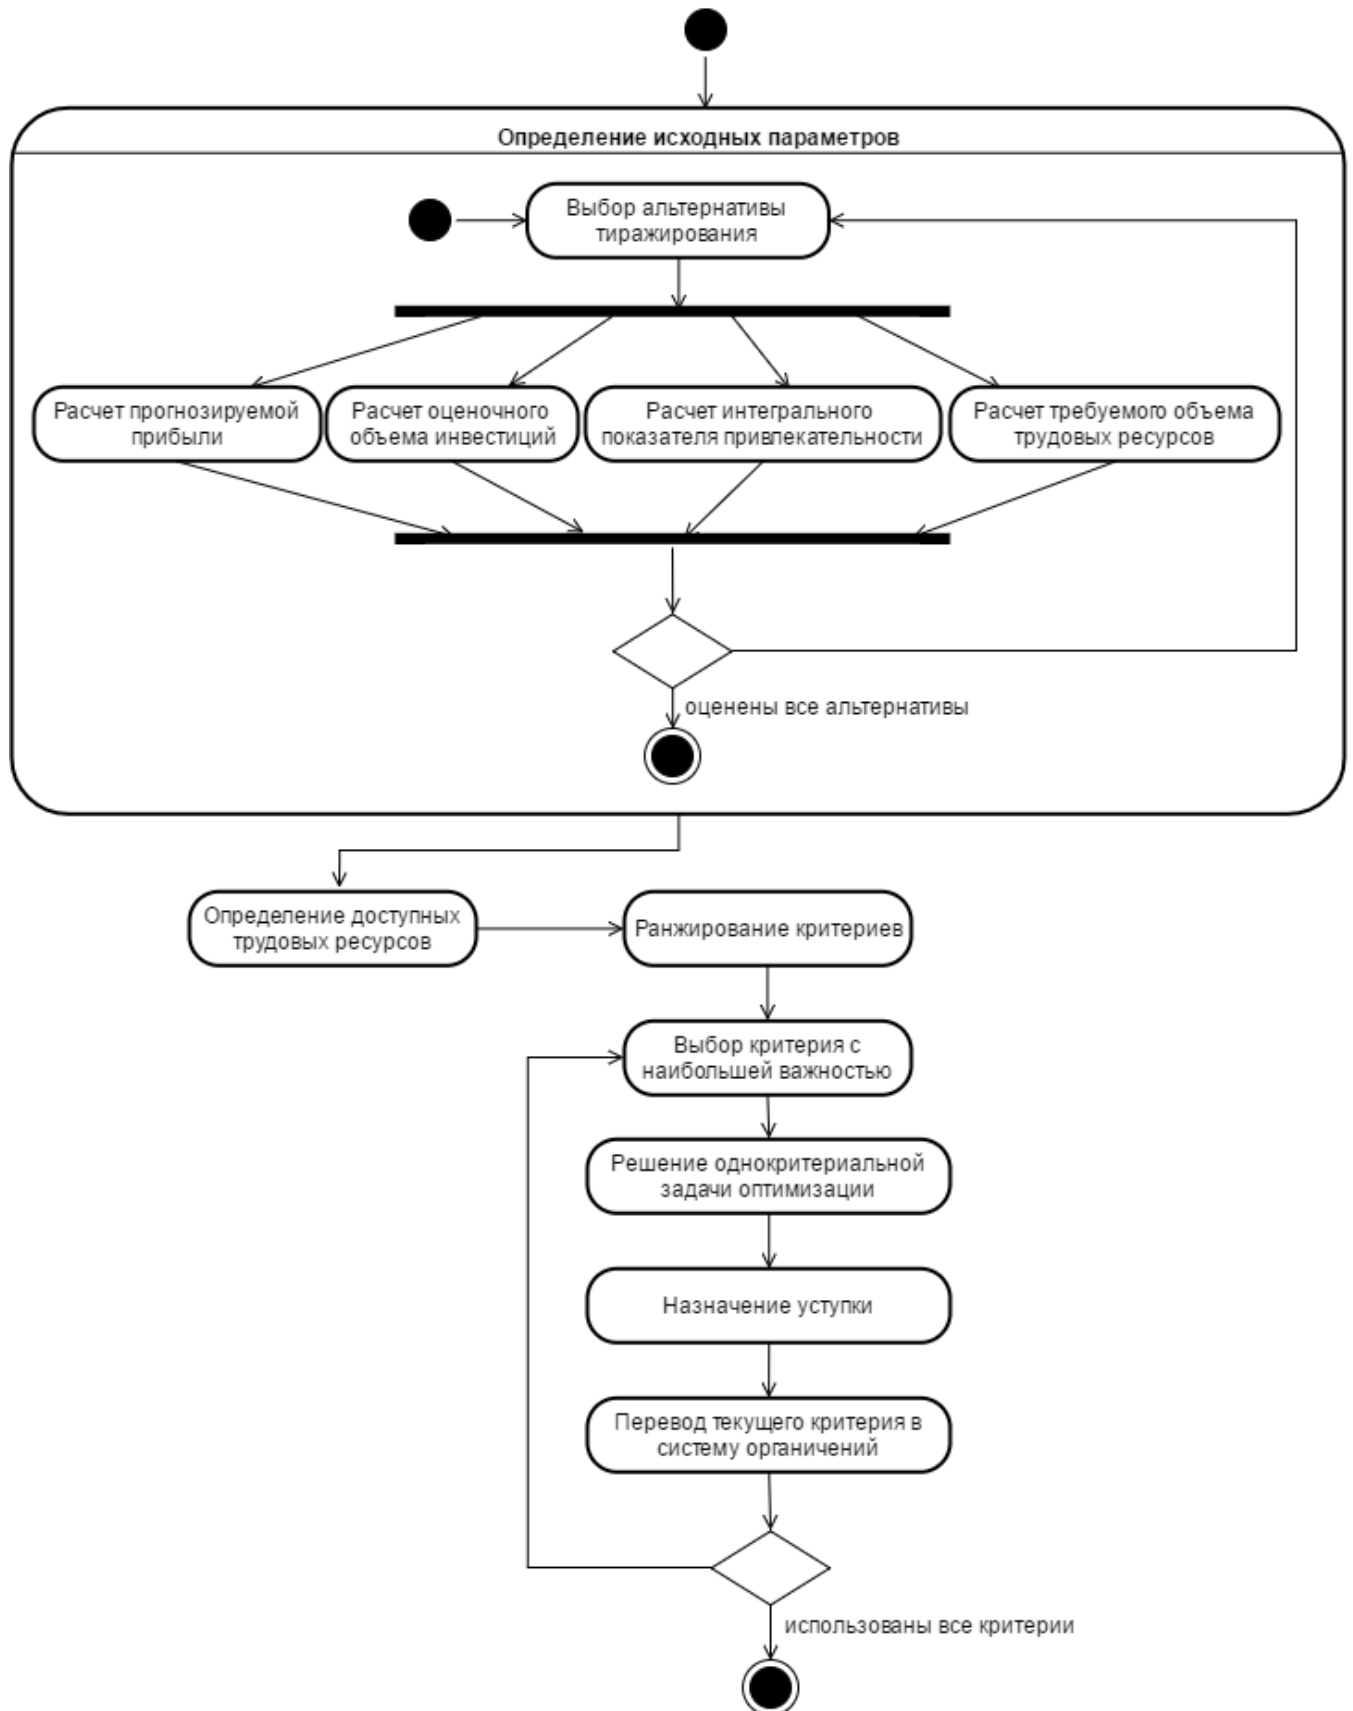 Определение исходных параметров
Выбор альтернативы
тиражирования
Расчет прогнозируемой
прибыли
Расчет оценочного
объема инвестиций
Расчет интегрального
показателя привлекательности
Расчет требуемого объема
трудовых ресурсов
оценены все альтернативы
Определение доступных
трудовых ресурсов
Ранжирование критериев
Выбор критерия с
наибольшей важностью
Решение однокритериальной
задачи оптимизации
Назначение уступки
Перевод текущего критерия в
систему органичений
использованы все критерии